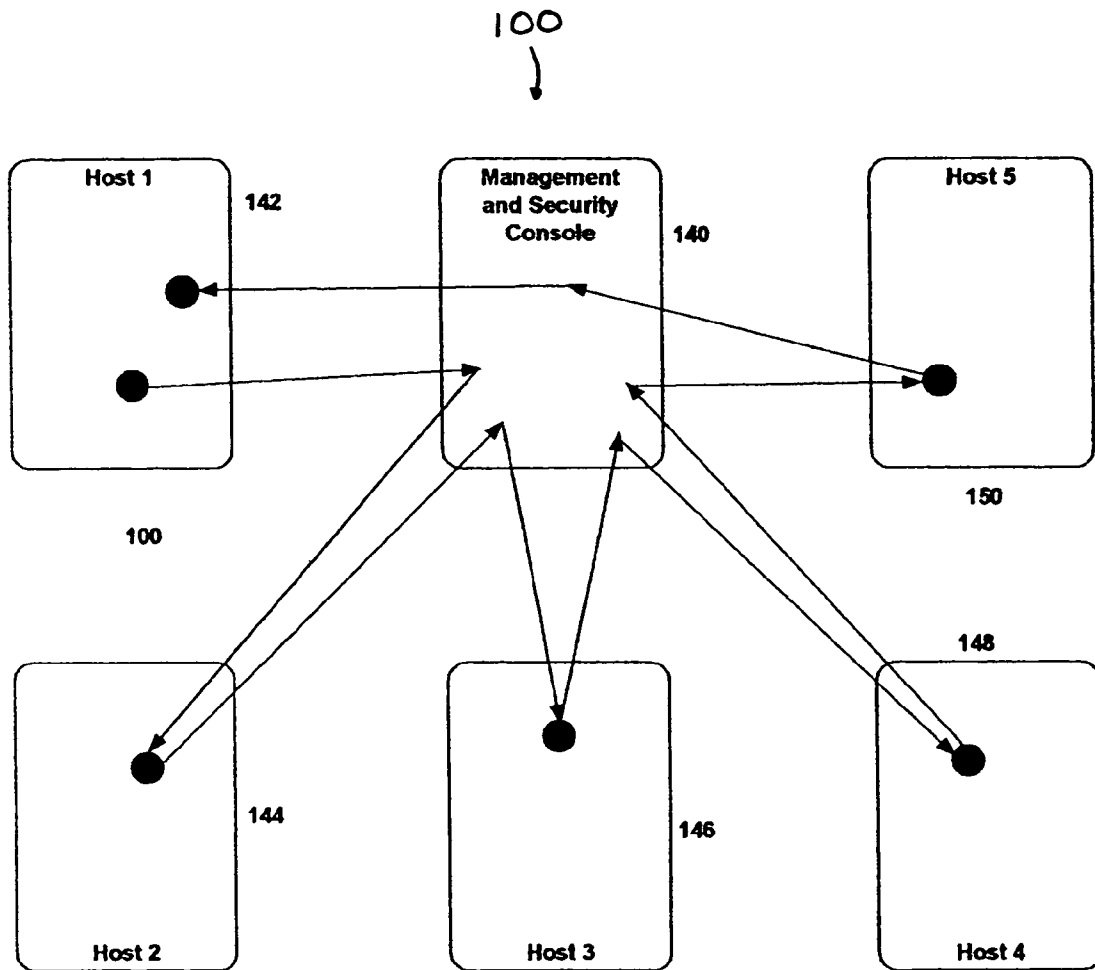 100
Host 1
142
Management
and Security
Console
140
Host 5
150
100
148
144
146
Host 2
Host 3
Host 4